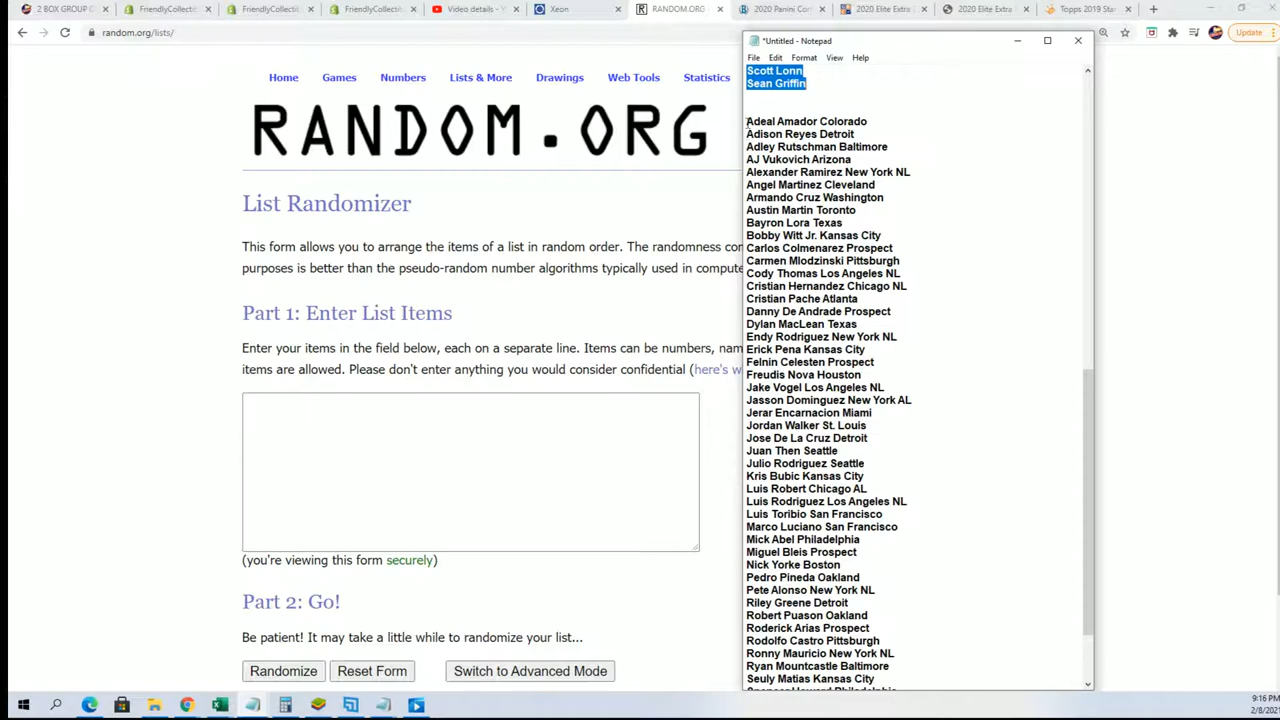 2 BOX GROUP C
FriendlyCollectib
FriendlyCollectib
FriendlyCollectib
Video details - Y
Xeon
RANDOM.ORG
2020 Panini Con
2020 Elite Extra
2020 Elite Extra
Topps 2019 Star
random.org/lists/
Update
Home
Games
Numbers
Lists & More
Drawings
Web Tools
Statistics
RANDOM.ORG
List Randomizer
This form allows you to arrange the items of a list in random order. The randomness com
purposes is better than the pseudo-random number algorithms typically used in compute
Part 1: Enter List Items
Enter your items in the field below, each on a separate line. Items can be numbers, nam
items are allowed. Please don't enter anything you would consider confidential (here's w
(you're viewing this form securely)
Part 2: Go!
Be patient! It may take a little while to randomize your list...
Randomize
Reset Form
Switch to Advanced Mode
*Untitled - Notepad
File Edit Format View Help
Scott Lonn
Sean Griffin
Adeal Amador Colorado
Adison Reyes Detroit
Adley Rutschman Baltimore
AJ Vukovich Arizona
Alexander Ramirez New York NL
Angel Martinez Cleveland
Armando Cruz Washington
Austin Martin Toronto
Bayron Lora Texas
Bobby Witt Jr. Kansas City
Carlos Colmenarez Prospect
Carmen Mlodzinski Pittsburgh
Cody Thomas Los Angeles NL
Cristian Hernandez Chicago NL
Cristian Pache Atlanta
Danny De Andrade Prospect
Dylan MacLean Texas
Endy Rodriguez New York NL
Erick Pena Kansas City
Felnin Celesten Prospect
Freudis Nova Houston
Jake Vogel Los Angeles NL
Jasson Dominguez New York AL
Jerar Encarnacion Miami
Jordan Walker St. Louis
Jose De La Cruz Detroit
Juan Then Seattle
Julio Rodriguez Seattle
Kris Bubic Kansas City
Luis Robert Chicago AL
Luis Rodriguez Los Angeles NL
Luis Toribio San Francisco
Marco Luciano San Francisco
Mick Abel Philadelphia
Miguel Bleis Prospect
Nick Yorke Boston
Pedro Pineda Oakland
Pete Alonso New York NL
Riley Greene Detroit
Robert Puason Oakland
Roderick Arias Prospect
Rodolfo Castro Pittsburgh
Ronny Mauricio New York NL
Ryan Mountcastle Baltimore
Seuly Matias Kansas City
Spencer Howard Philadelphia
9:16 PM
2/8/2021